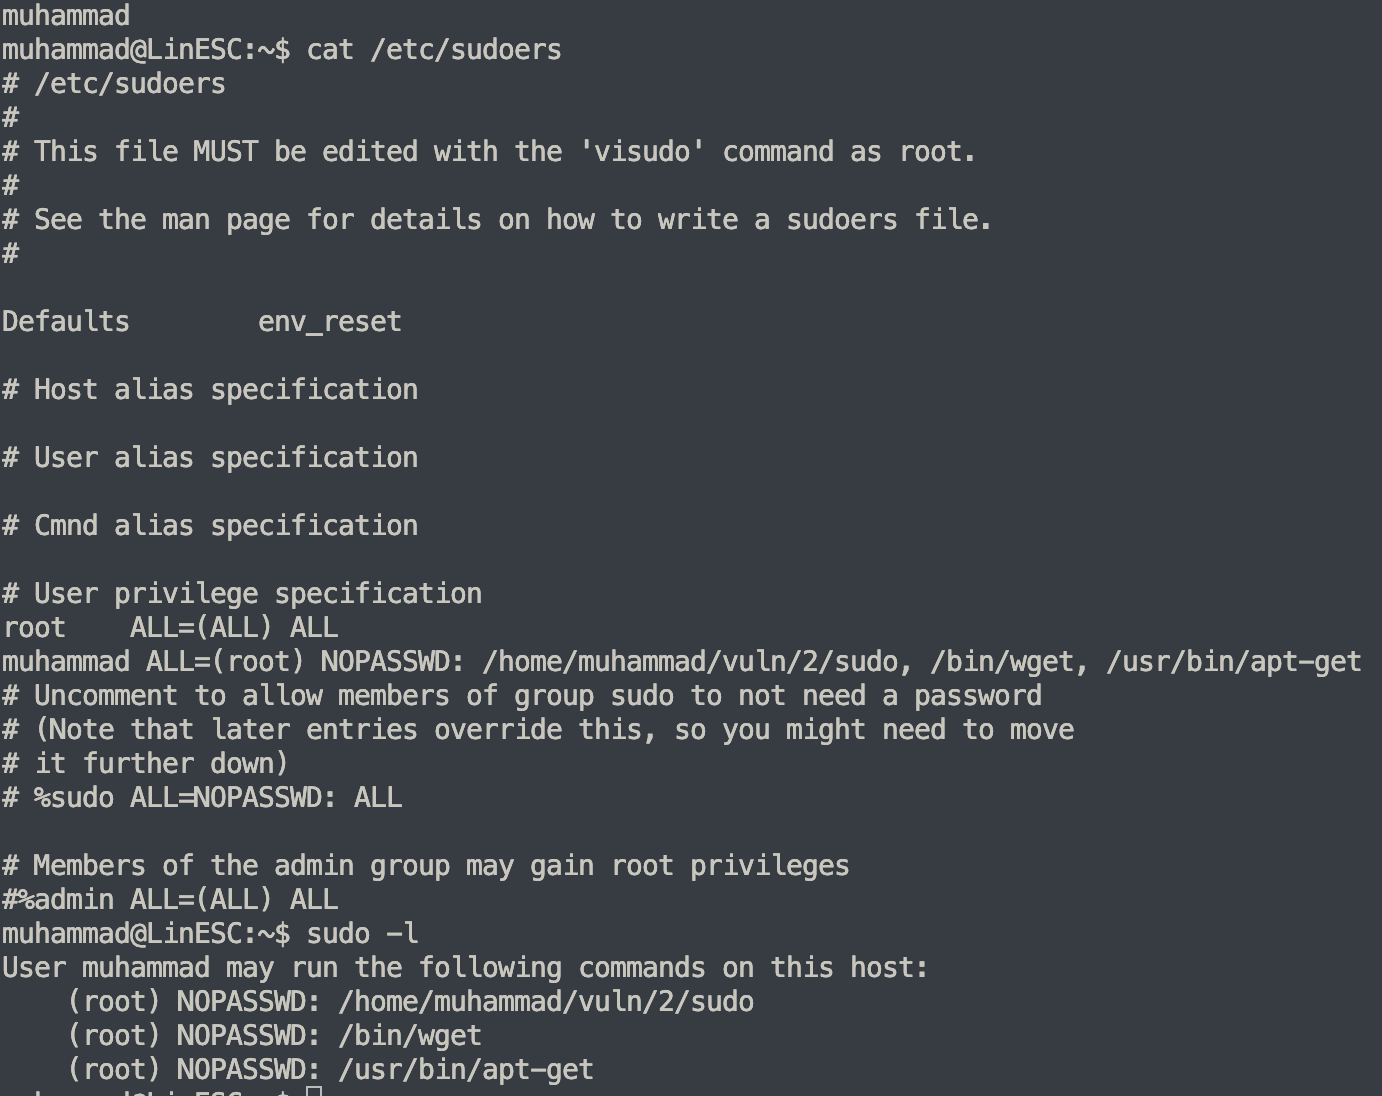 muhammad
muhammad@LinESC:~$ cat /etc/sudoers
# /etc/sudoers
#
# This file MUST be edited with the 'visudo' command as root.
#
# See the man page for details on how to write a sudoers file.
#
Defaults        env_reset
# Host alias specification
# User alias specification
# Cmnd alias specification
# User privilege specification
root    ALL=(ALL) ALL
muhammad ALL=(root) NOPASSWD: /home/muhammad/vuln/2/sudo, /bin/wget, /usr/bin/apt-get
# Uncomment to allow members of group sudo to not need a password
# (Note that later entries override this, so you might need to move
# it further down)
# %sudo ALL=NOPASSWD: ALL
# Members of the admin group may gain root privileges
#%admin ALL=(ALL) ALL
muhammad@LinESC:~$ sudo -l
User muhammad may run the following commands on this host:
    (root) NOPASSWD: /home/muhammad/vuln/2/sudo
    (root) NOPASSWD: /bin/wget
    (root) NOPASSWD: /usr/bin/apt-get